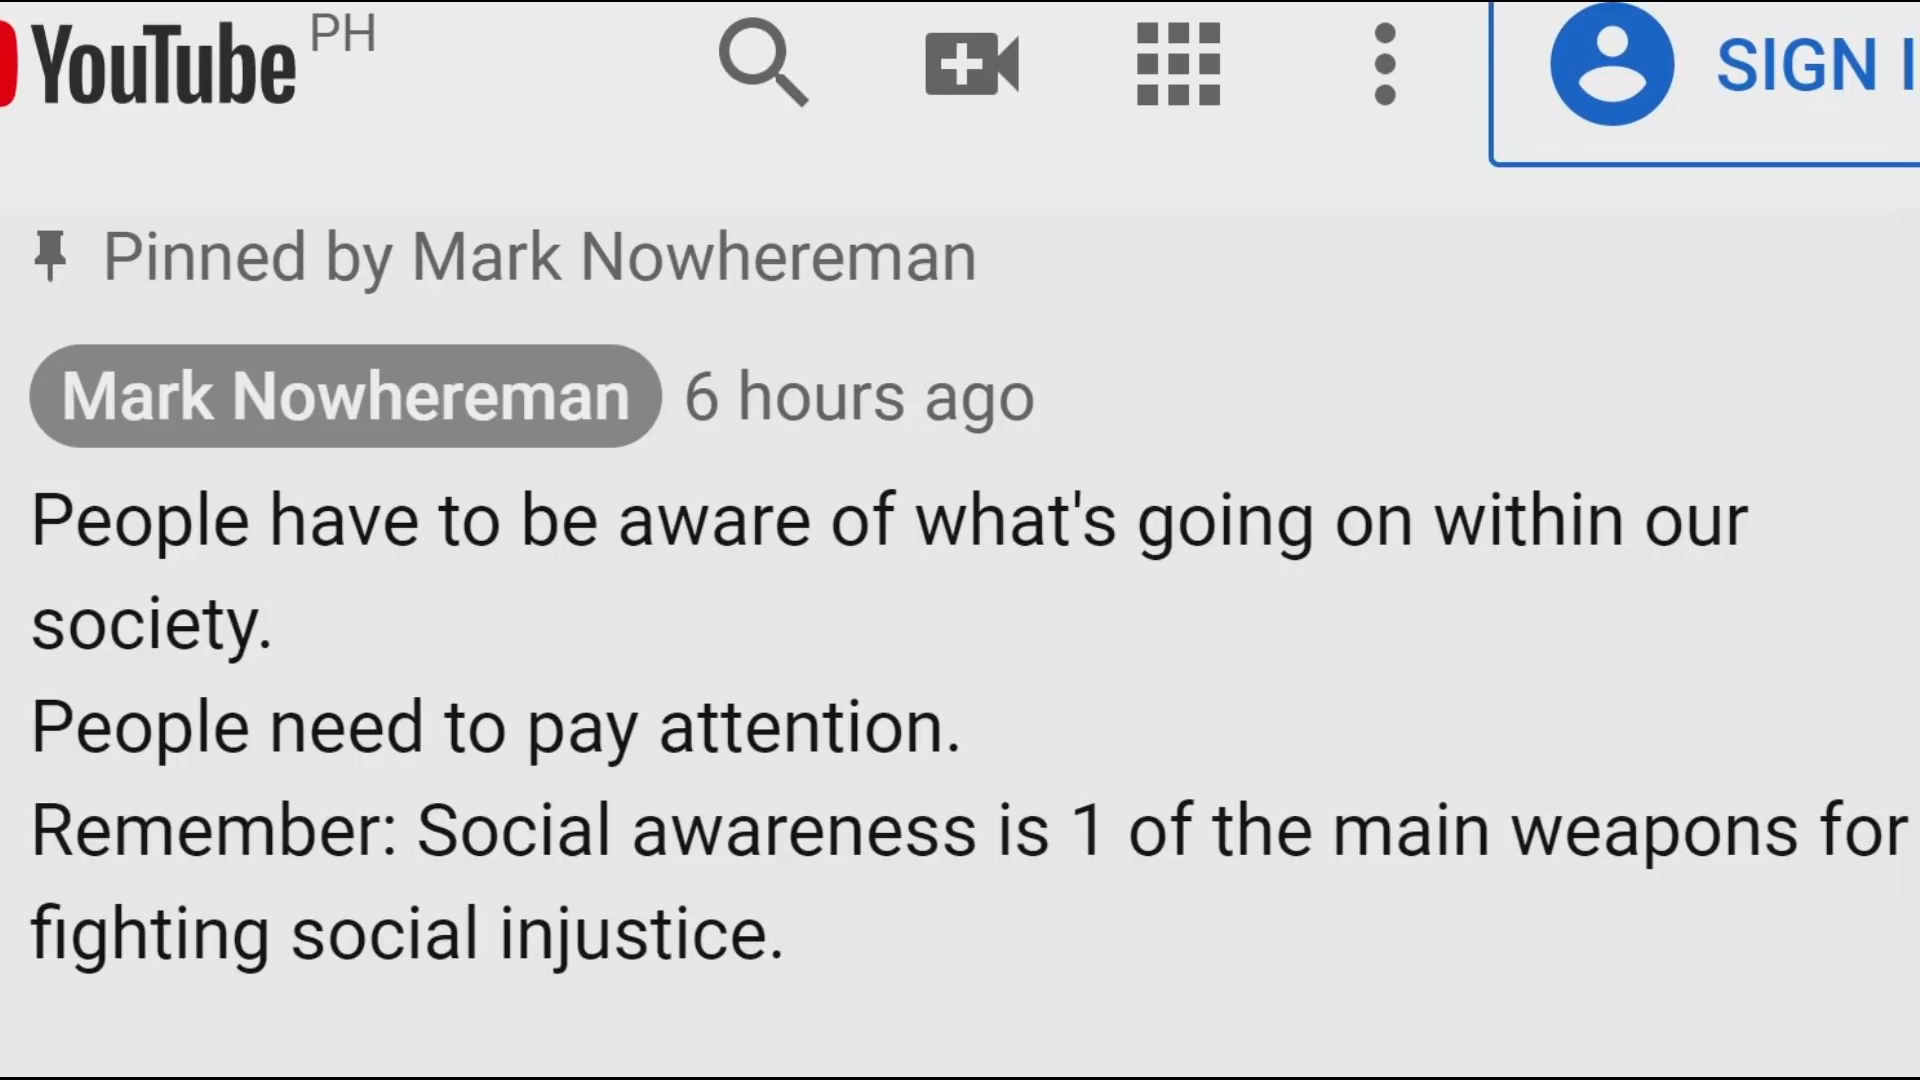 YouTube PH
SIGN I
Pinned by Mark Nowhereman
Mark Nowhereman 6 hours ago
People have to be aware of what's going on within our
society.
People need to pay attention.
Remember: Social awareness is 1 of the main weapons for
fighting social injustice.